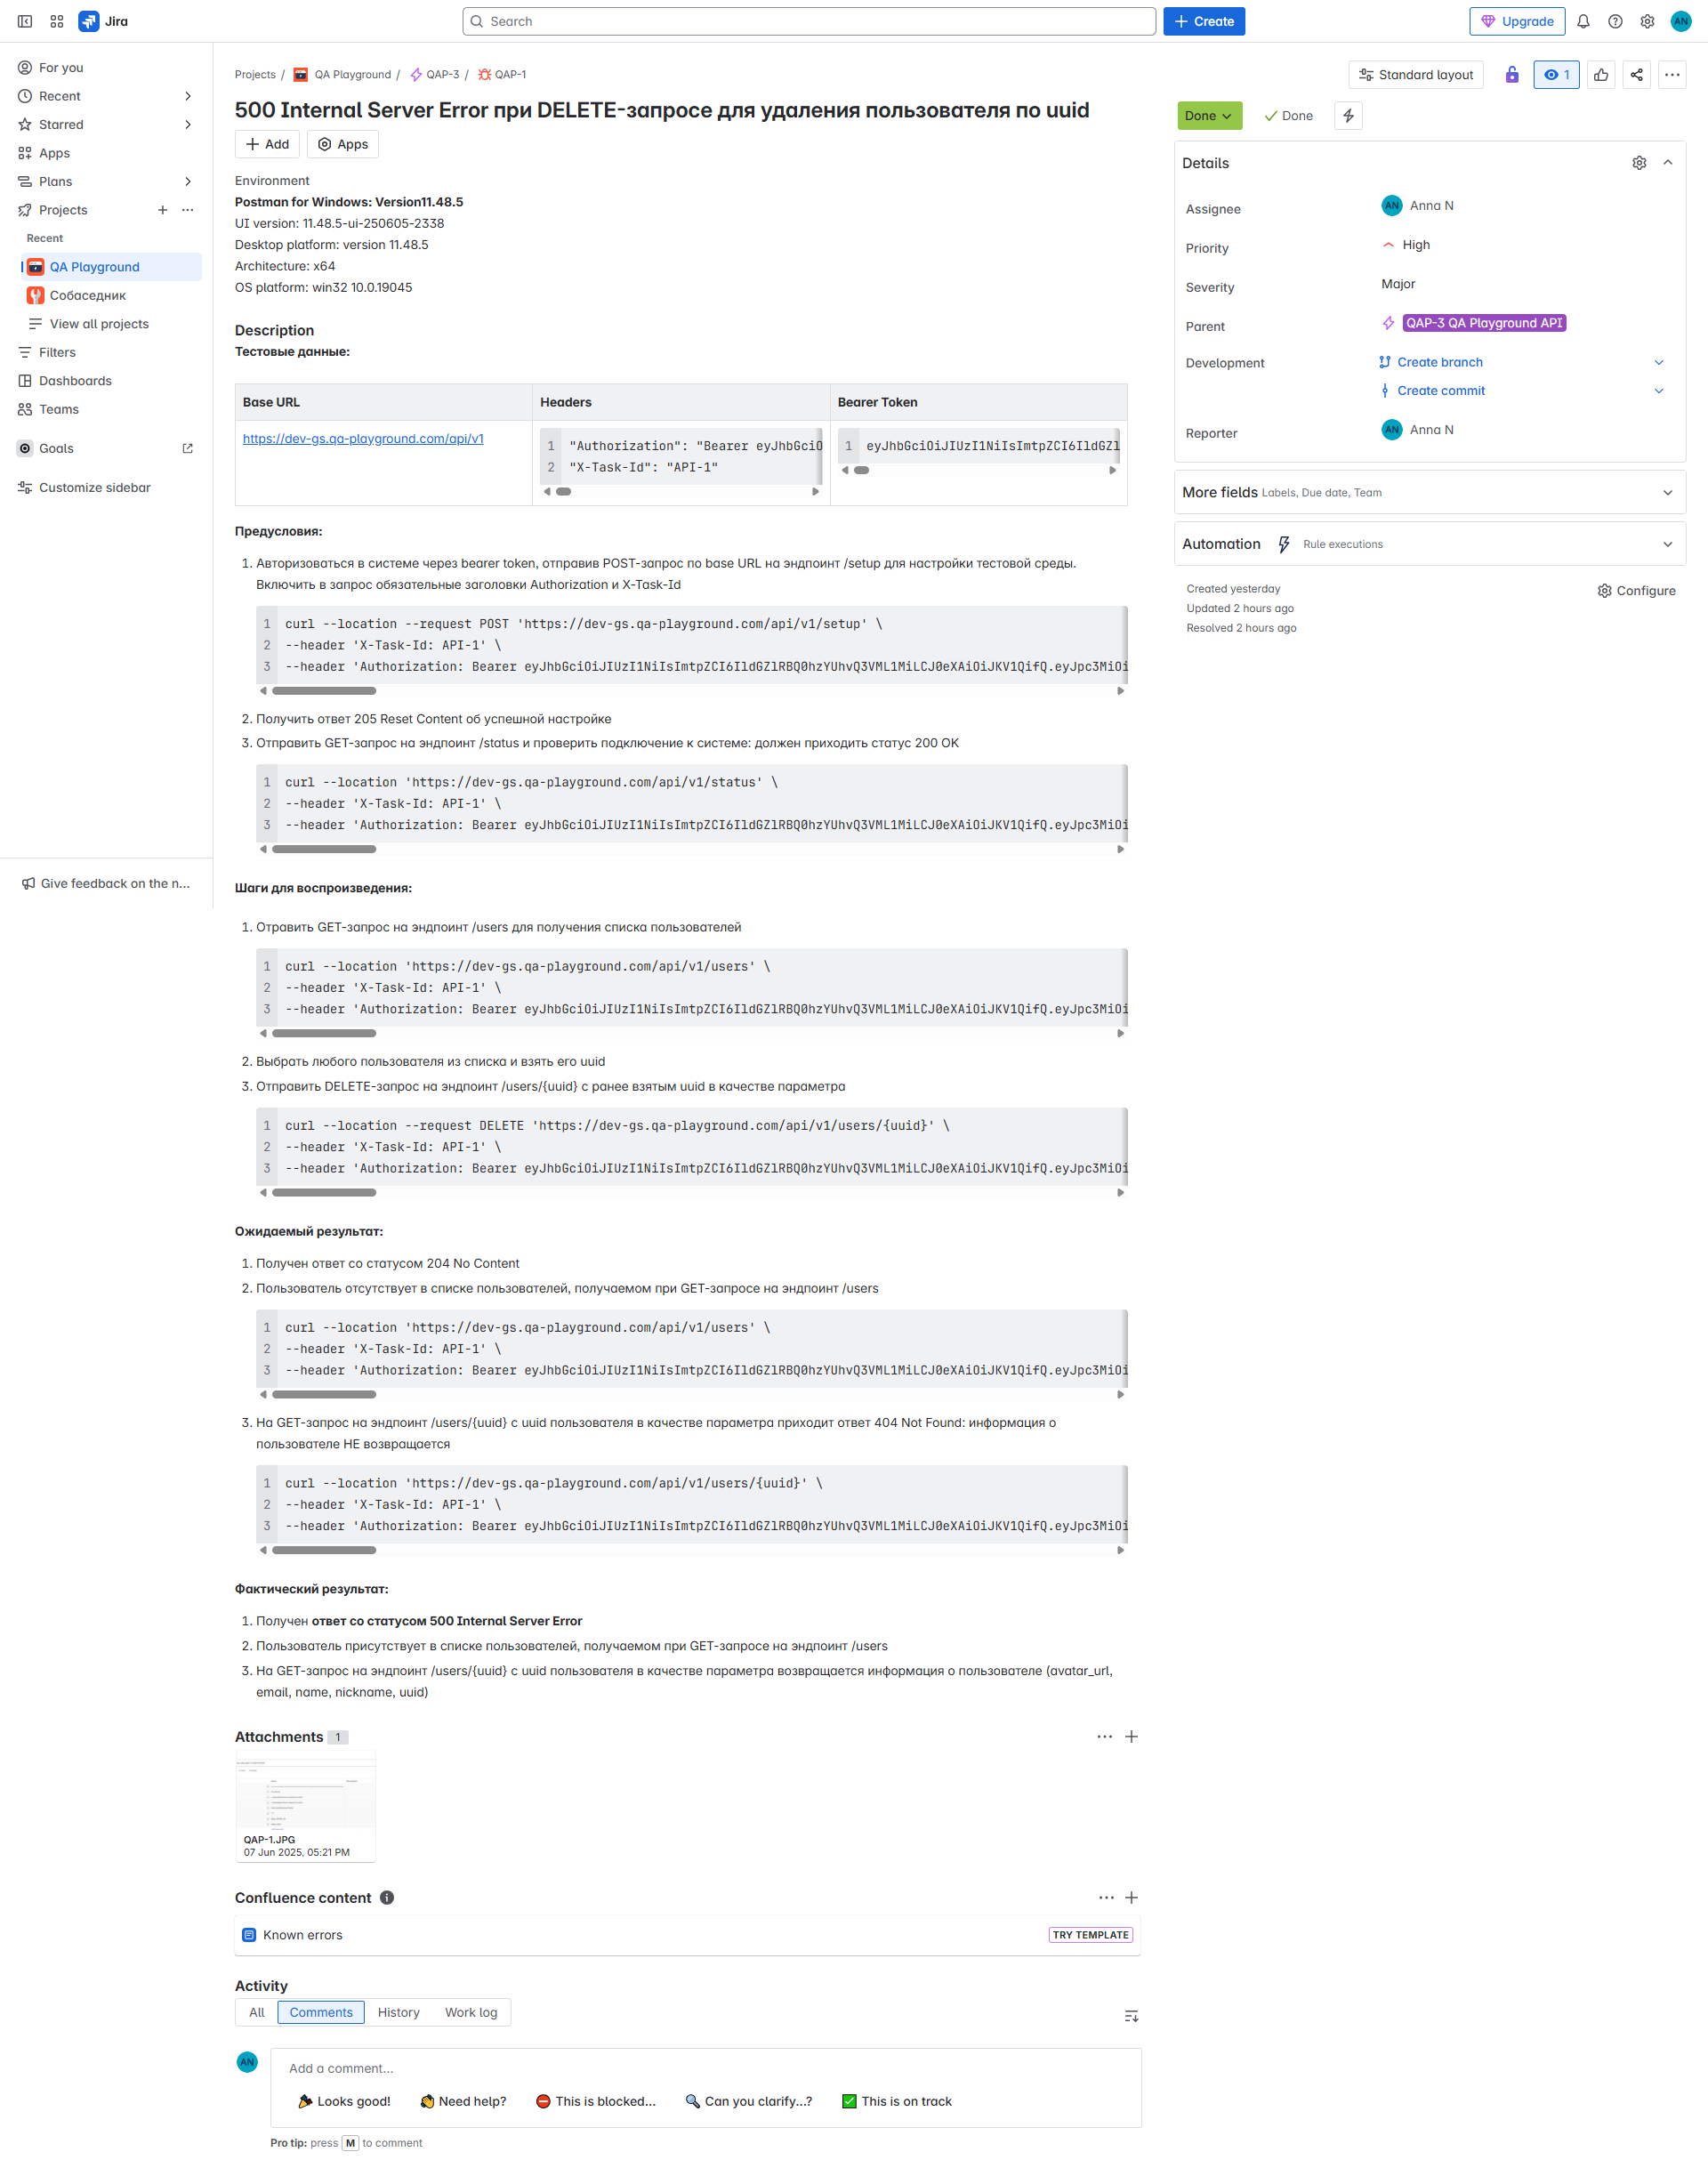 Jira
Search
Create
Upgrade
AN
For you
Recent
Starred
Apps
Plans
Projects
Recent
QA Playground
Собаседник
View all projects
Filters
Dashboards
Teams
Goals
Customize sidebar
Give feedback on the n...
Projects / QA Playground / QAP-3 / QAP-1
500 Internal Server Error при DELETE-запросе для удаления пользователя по uuid
Add Apps
Environment
Postman for Windows: Version11.48.5
UI version: 11.48.5-ui-250605-2338
Desktop platform: version 11.48.5
Architecture: x64
OS platform: win32 10.0.19045
Description
Тестовые данные:
Base URL Headers Bearer Token
https://dev-gs.qa-playground.com/api/v1
1 "Authorization": "Bearer eyJhbGciO
2 "X-Task-Id": "API-1"
1 eyJhbGciOiJIUzI1NiIsImtpZCI6IldGZl
Предусловия:
1. Авторизоваться в системе через bearer token, отправив POST-запрос по base URL на эндпоинт /setup для настройки тестовой среды.
Включить в запрос обязательные заголовки Authorization и X-Task-Id
1 curl --location --request POST 'https://dev-gs.qa-playground.com/api/v1/setup' \
2 --header 'X-Task-Id: API-1' \
3 --header 'Authorization: Bearer eyJhbGciOiJIUzI1NiIsImtpZCI6IldGZlRBQ0hzYUhvQ3VML1MiLCJ0eXAiOiJKV1QifQ.eyJpc3MiOi
2. Получить ответ 205 Reset Content об успешной настройке
3. Отправить GET-запрос на эндпоинт /status и проверить подключение к системе: должен приходить статус 200 OK
1 curl --location 'https://dev-gs.qa-playground.com/api/v1/status' \
2 --header 'X-Task-Id: API-1' \
3 --header 'Authorization: Bearer eyJhbGciOiJIUzI1NiIsImtpZCI6IldGZlRBQ0hzYUhvQ3VML1MiLCJ0eXAiOiJKV1QifQ.eyJpc3MiOi
Шаги для воспроизведения:
1. Отравить GET-запрос на эндпоинт /users для получения списка пользователей
1 curl --location 'https://dev-gs.qa-playground.com/api/v1/users' \
2 --header 'X-Task-Id: API-1' \
3 --header 'Authorization: Bearer eyJhbGciOiJIUzI1NiIsImtpZCI6IldGZlRBQ0hzYUhvQ3VML1MiLCJ0eXAiOiJKV1QifQ.eyJpc3MiOi
2. Выбрать любого пользователя из списка и взять его uuid
3. Отправить DELETE-запрос на эндпоинт /users/{uuid} с ранее взятым uuid в качестве параметра
1 curl --location --request DELETE 'https://dev-gs.qa-playground.com/api/v1/users/{uuid}' \
2 --header 'X-Task-Id: API-1' \
3 --header 'Authorization: Bearer eyJhbGciOiJIUzI1NiIsImtpZCI6IldGZlRBQ0hzYUhvQ3VML1MiLCJ0eXAiOiJKV1QifQ.eyJpc3MiOi
Ожидаемый результат:
1. Получен ответ со статусом 204 No Content
2. Пользователь отсутствует в списке пользователей, получаемом при GET-запросе на эндпоинт /users
1 curl --location 'https://dev-gs.qa-playground.com/api/v1/users' \
2 --header 'X-Task-Id: API-1' \
3 --header 'Authorization: Bearer eyJhbGciOiJIUzI1NiIsImtpZCI6IldGZlRBQ0hzYUhvQ3VML1MiLCJ0eXAiOiJKV1QifQ.eyJpc3MiOi
3. На GET-запрос на эндпоинт /users/{uuid} с uuid пользователя в качестве параметра приходит ответ 404 Not Found: информация о
пользователе НЕ возвращается
1 curl --location 'https://dev-gs.qa-playground.com/api/v1/users/{uuid}' \
2 --header 'X-Task-Id: API-1' \
3 --header 'Authorization: Bearer eyJhbGciOiJIUzI1NiIsImtpZCI6IldGZlRBQ0hzYUhvQ3VML1MiLCJ0eXAiOiJKV1QifQ.eyJpc3MiOi
Фактический результат:
1. Получен ответ со статусом 500 Internal Server Error
2. Пользователь присутствует в списке пользователей, получаемом при GET-запросе на эндпоинт /users
3. На GET-запрос на эндпоинт /users/{uuid} с uuid пользователя в качестве параметра возвращается информация о пользователе (avatar_url,
email, name, nickname, uuid)
Attachments 1
QAP-1.JPG
07 Jun 2025, 05:21 PM
Confluence content
Known errors TRY TEMPLATE
Activity
All Comments History Work log
AN
Add a comment...
Looks good! Need help? This is blocked... Can you clarify...? This is on track
Pro tip: press M to comment
Standard layout 1
Done Done
Details
Assignee AN Anna N
Priority High
Severity Major
Parent QAP-3 QA Playground API
Development Create branch
Create commit
Reporter AN Anna N
More fields Labels, Due date, Team
Automation Rule executions
Created yesterday Configure
Updated 2 hours ago
Resolved 2 hours ago